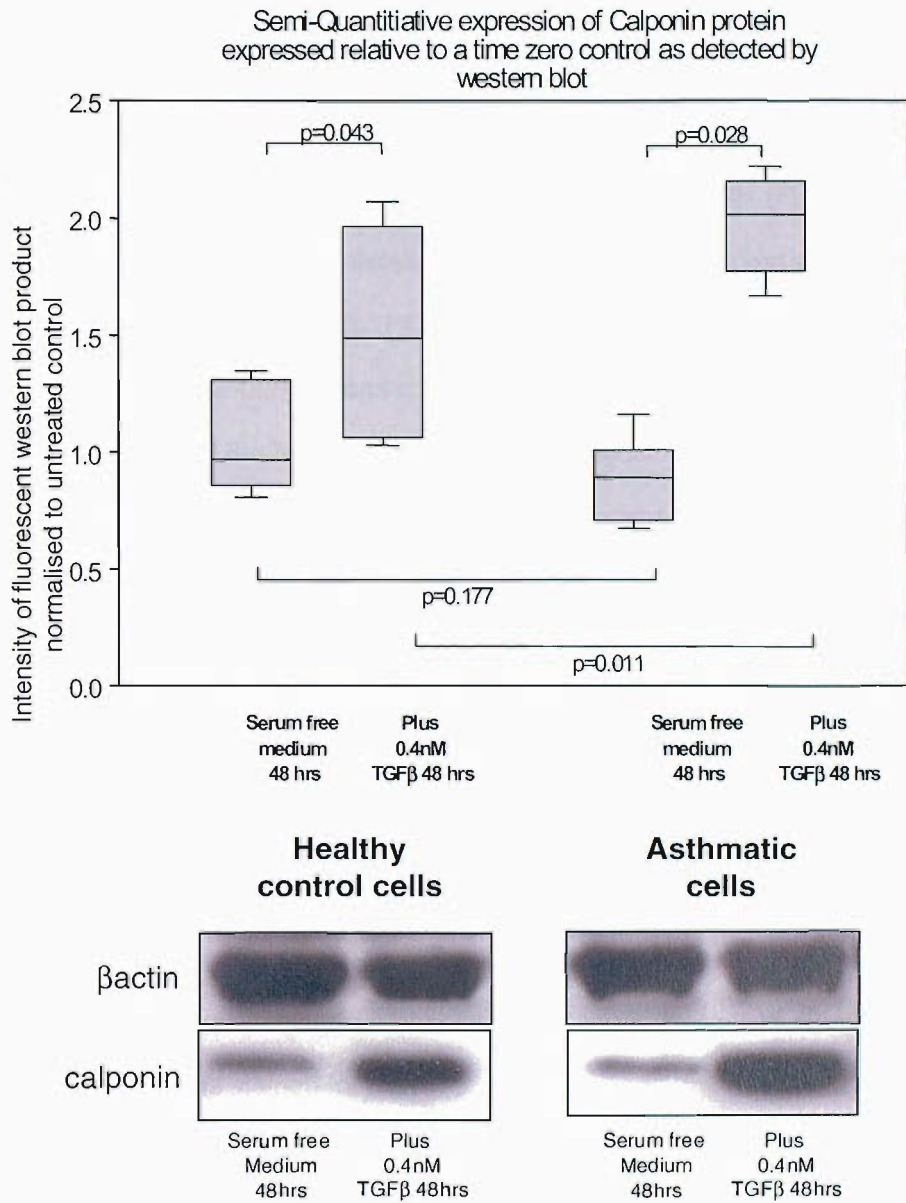 Semi-Quantitiative expression of Calponin protein
expressed relative to a time zero control as detected by
western blot
Intensity of fluorescent western blot product
normalised to untreated control
2.5
2.0
1.5
1.0
0.5
0.0
p=0.043
p=0.028
p=0.177
p=0.011
Serum free
medium
48 hrs
Plus
0.4nM
TGFβ 48 hrs
Serum free
medium
48 hrs
Plus
0.4nM
TGFβ 48 hrs
Healthy
control cells
Asthmatic
cells
βactin
calponin
Serum free
Medium
48hrs
Plus
0.4nM
TGFβ 48hrs
Serum free
Medium
48hrs
Plus
0.4nM
TGFβ 48hrs